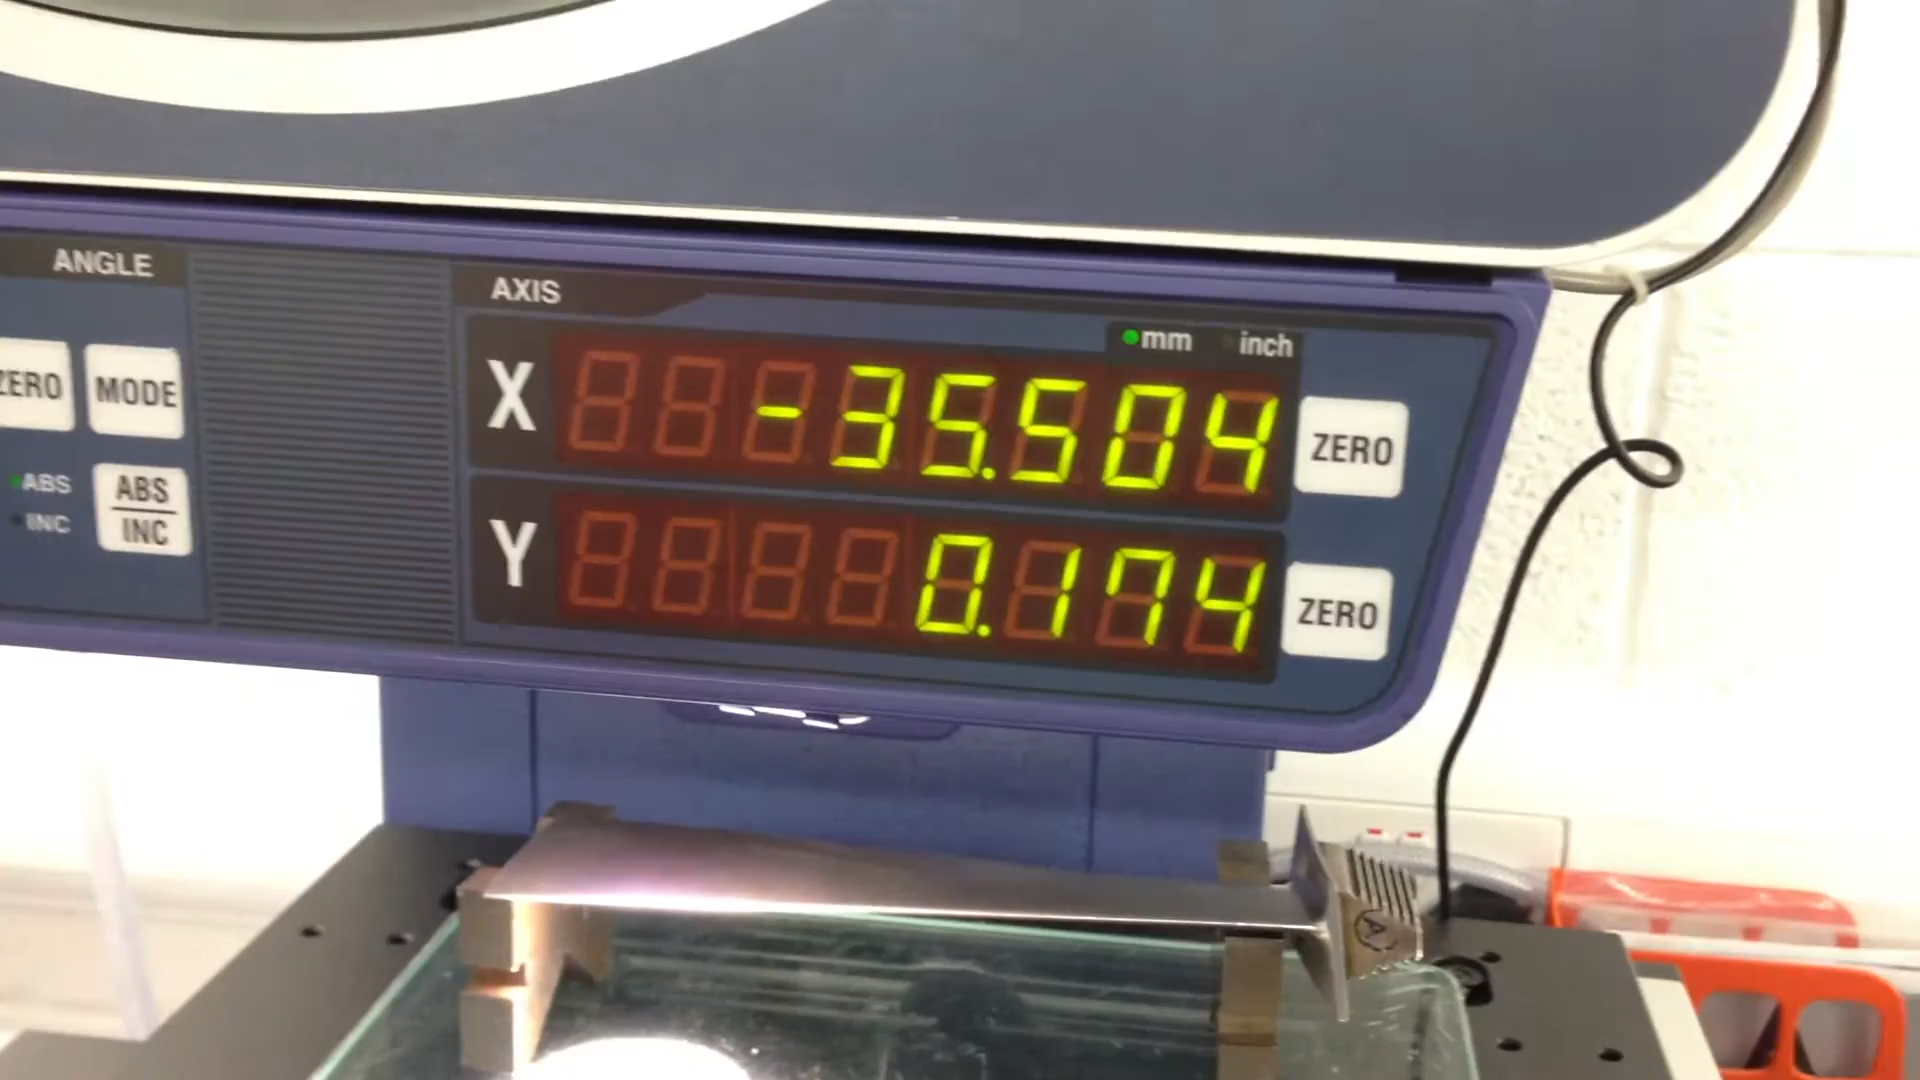 ANGLE
AXIS
mm inch
ZERO MODE
X -35.504 ZERO
ABS
INC
ABS
INC
Y 0.174 ZERO
A